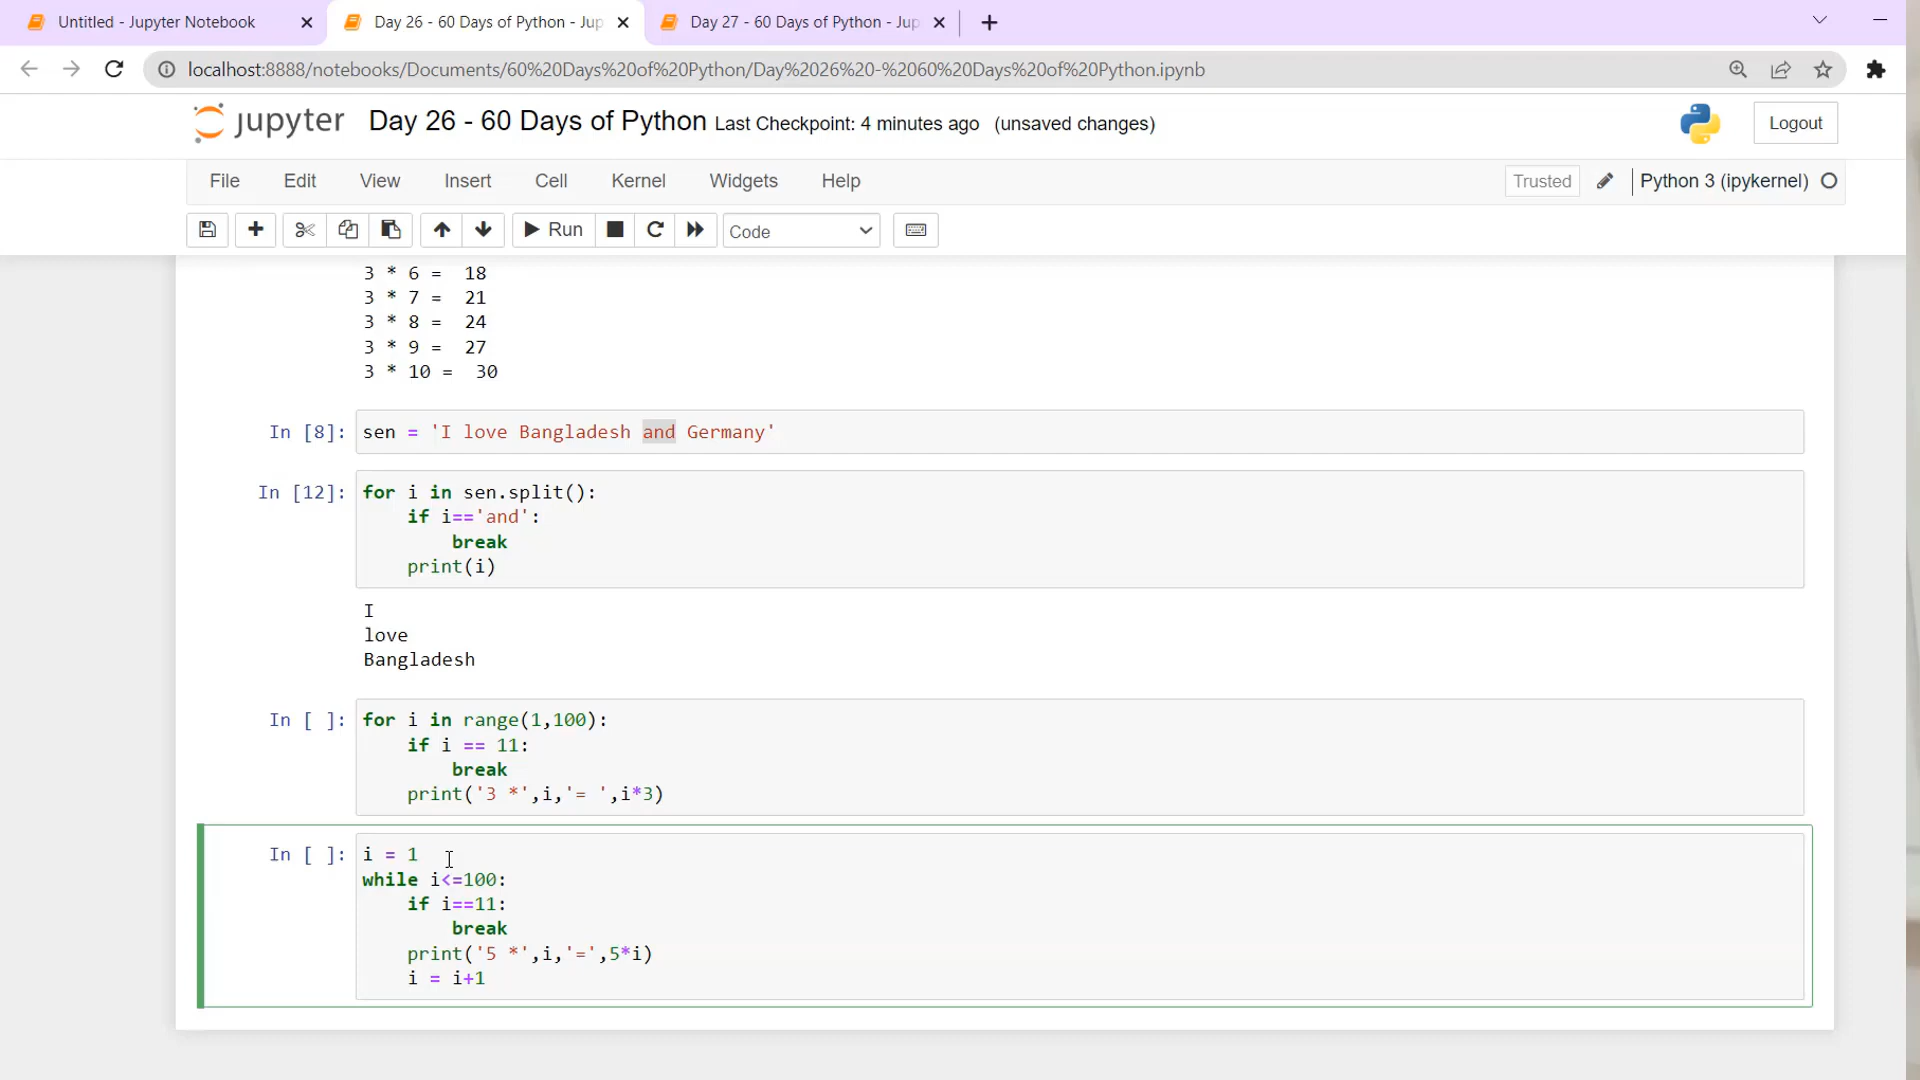 Untitled - Jupyter Notebook
Day 26 - 60 Days of Python - Jup
Day 27 - 60 Days of Python - Jup
localhost:8888/notebooks/Documents/60%20Days%20of%20Python/Day%2026%20-%2060%20Days%20of%20Python.ipynb
jupyter Day 26 - 60 Days of Python Last Checkpoint: 4 minutes ago (unsaved changes)
Logout
File Edit View Insert Cell Kernel Widgets Help
Trusted Python 3 (ipykernel)
Run Code
3 * 6 =  18
3 * 7 =  21
3 * 8 =  24
3 * 9 =  27
3 * 10 =  30
In [8]: sen = 'I love Bangladesh and Germany'
In [12]: for i in sen.split():
    if i=='and':
        break
    print(i)
I
love
Bangladesh
In [ ]: for i in range(1,100):
    if i == 11:
        break
    print('3 *',i,'= ',i*3)
In [ ]: i = 1
while i<=100:
    if i==11:
        break
    print('5 *',i,'=',5*i)
    i = i+1